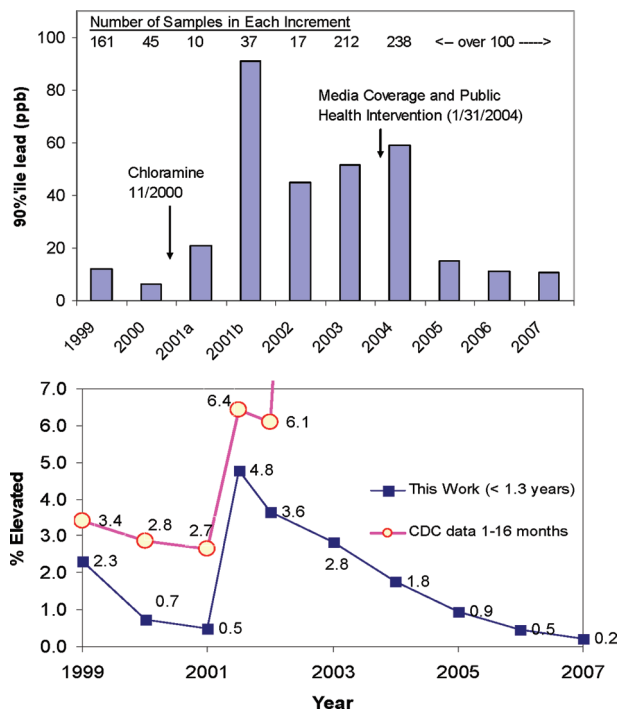 Number of Samples in Each Increment
161 45 10 37 17 212 238 <-- over 100 ----->
100
80
60
40
20
0
90%'ile lead (ppb)
Media Coverage and Public
Health Intervention (1/31/2004)
Chloramine
11/2000
1999 2000 2001a 2001b 2002 2003 2004 2005 2006 2007
7.0
6.0
5.0
4.0
3.0
2.0
1.0
0.0
% Elevated
6.4
6.1
4.8
This Work (< 1.3 years)
3.6
CDC data 1-16 months
3.4
2.8
2.7
2.3
2.8
0.7
1.8
0.5
0.9
0.5
0.2
1999 2001 2003 2005 2007
Year